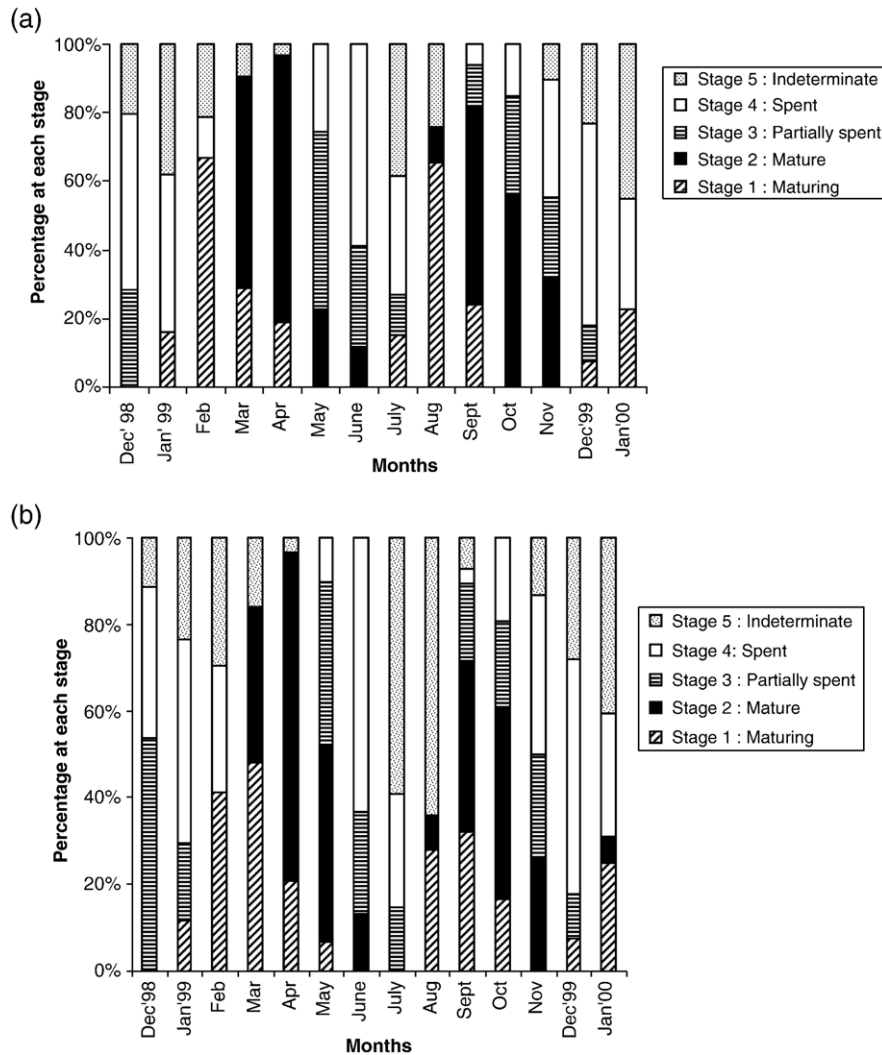 (a)
100%
80%
60%
40%
20%
0%
Percentage at each stage
Dec' 98
Jan' 99
Feb
Mar
Apr
May
June
July
Aug
Sept
Oct
Nov
Dec'99
Jan'00
Months
Stage 5 : Indeterminate
Stage 4 : Spent
Stage 3 : Partially spent
Stage 2 : Mature
Stage 1 : Maturing
(b)
100%
80%
60%
40%
20%
0%
Percentage at each stage
Dec'98
Jan'99
Feb
Mar
Apr
May
June
July
Aug
Sept
Oct
Nov
Dec'99
Jan'00
Months
Stage 5 : Indeterminate
Stage 4: Spent
Stage 3 : Partially spent
Stage 2 : Mature
Stage 1 : Maturing